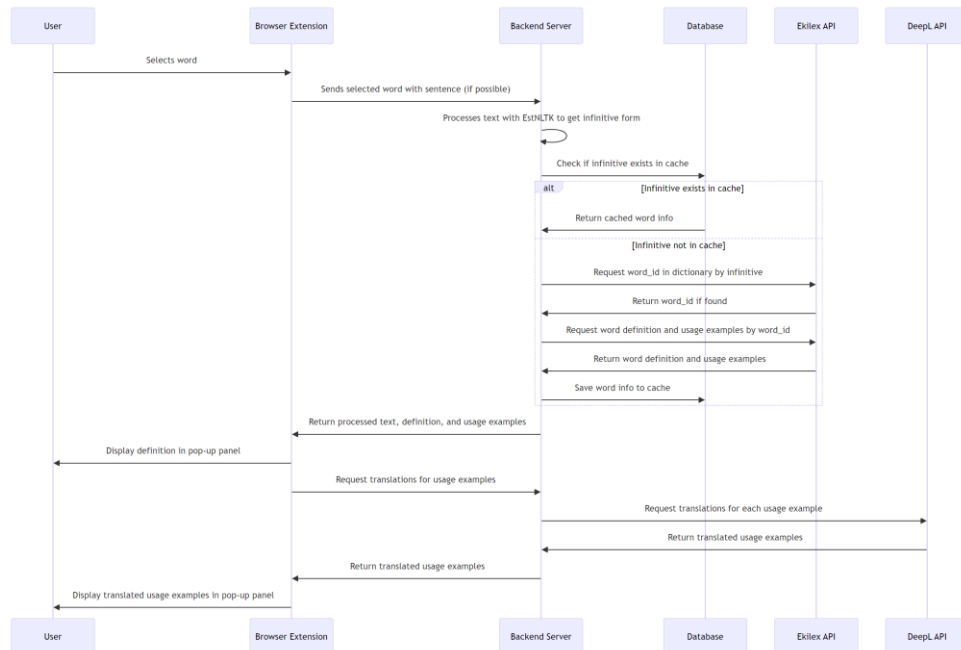 User
Browser Extension
Backend Server
Database
Ekilex API
DeepL API
Selects word
Sends selected word with sentence (if possible)
Processes text with EstNLTK to get infinitive form
Check if infinitive exists in cache
alt
[Infinitive exists in cache]
Return cached word info
[Infinitive not in cache]
Request word_id in dictionary by infinitive
Return word_id if found
Request word definition and usage examples by word_id
Return word definition and usage examples
Save word info to cache
Return processed text, definition, and usage examples
Display definition in pop-up panel
Request translations for usage examples
Request translations for each usage example
Return translated usage examples
Return translated usage examples
Display translated usage examples in pop-up panel
User
Browser Extension
Backend Server
Database
Ekilex API
DeepL API